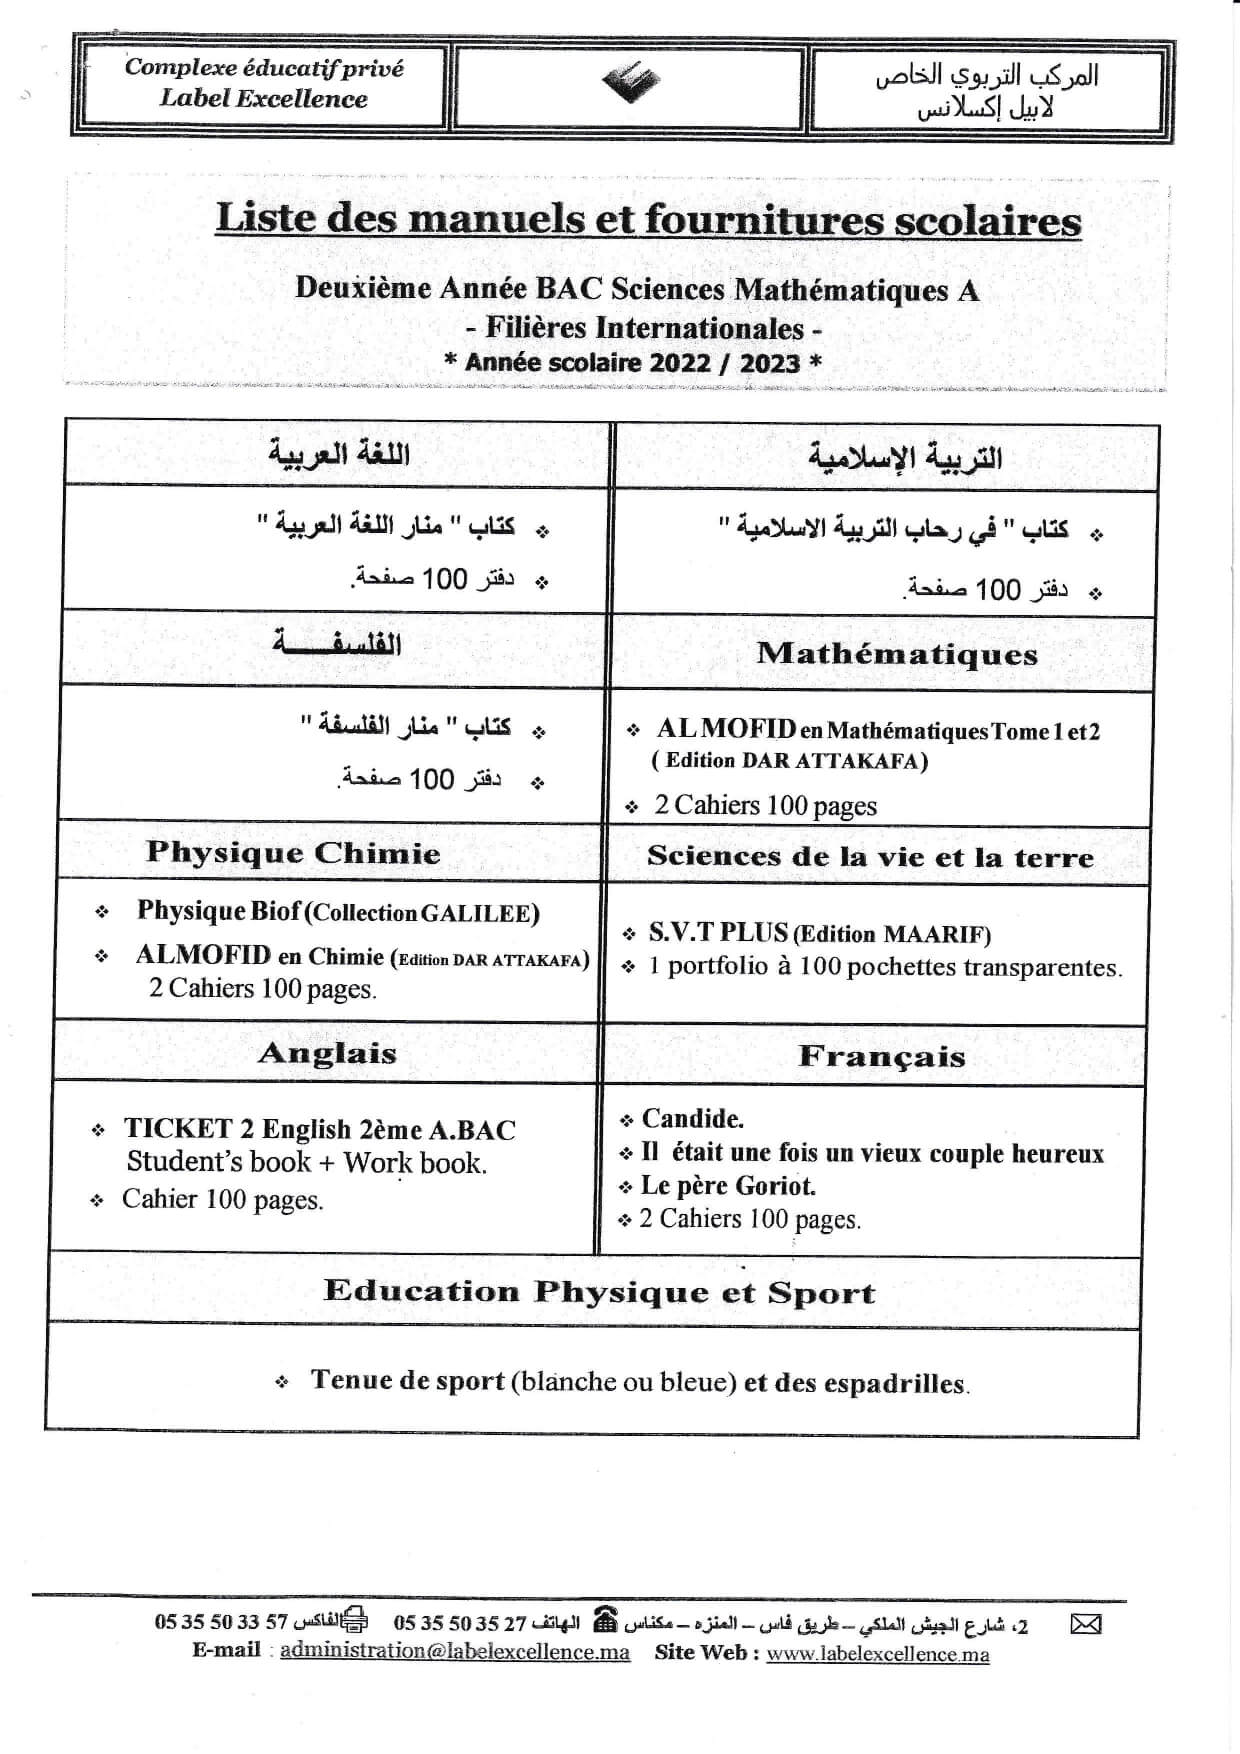 Complexe éducatif privé
Label Excellence
المركب التربوي الخاص
لابيل إكسلانس
Liste des manuels et fournitures scolaires
Deuxième Année BAC Sciences Mathématiques A
- Filières Internationales -
* Année scolaire 2022 / 2023 *
التربية الإسلامية
❖ كتاب " في رحاب التربية الاسلامية "
❖ دفتر 100 صفحة.
اللغة العربية
❖ كتاب " منار اللغة العربية "
❖ دفتر 100 صفحة.
الفلسفـــــة
❖ كتاب " منار الفلسفة "
❖ دفتر 100 صفحة.
Mathématiques
❖ AL MOFID en Mathématiques Tome 1 et 2
( Edition DAR ATTAKAFA)
❖ 2 Cahiers 100 pages
Physique Chimie
❖ Physique Biof (Collection GALILEE)
❖ ALMOFID en Chimie (Edition DAR ATTAKAFA)
2 Cahiers 100 pages.
Sciences de la vie et la terre
❖ S.V.T PLUS (Edition MAARIF)
❖ 1 portfolio à 100 pochettes transparentes.
Anglais
❖ TICKET 2 English 2ème A.BAC
Student’s book + Work book.
❖ Cahier 100 pages.
Français
❖ Candide.
❖ Il était une fois un vieux couple heureux
❖ Le père Goriot.
❖ 2 Cahiers 100 pages.
Education Physique et Sport
❖ Tenue de sport (blanche ou bleue) et des espadrilles.
2، شارع الجيش الملكي – طريق فاس – المنزه – مكناس الهاتف 05 35 50 35 27 الفاكس 05 35 50 33 57
E-mail : administration@labelexcellence.ma Site Web : www.labelexcellence.ma